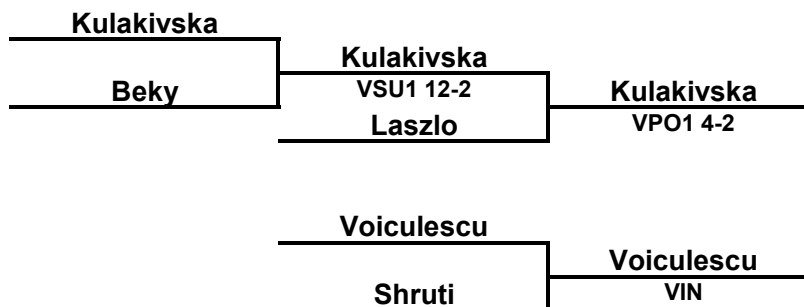 Kulakivska
Beky
Kulakivska
VSU1 12-2
Laszlo
Kulakivska
VPO1 4-2
Voiculescu
Shruti
Voiculescu
VIN